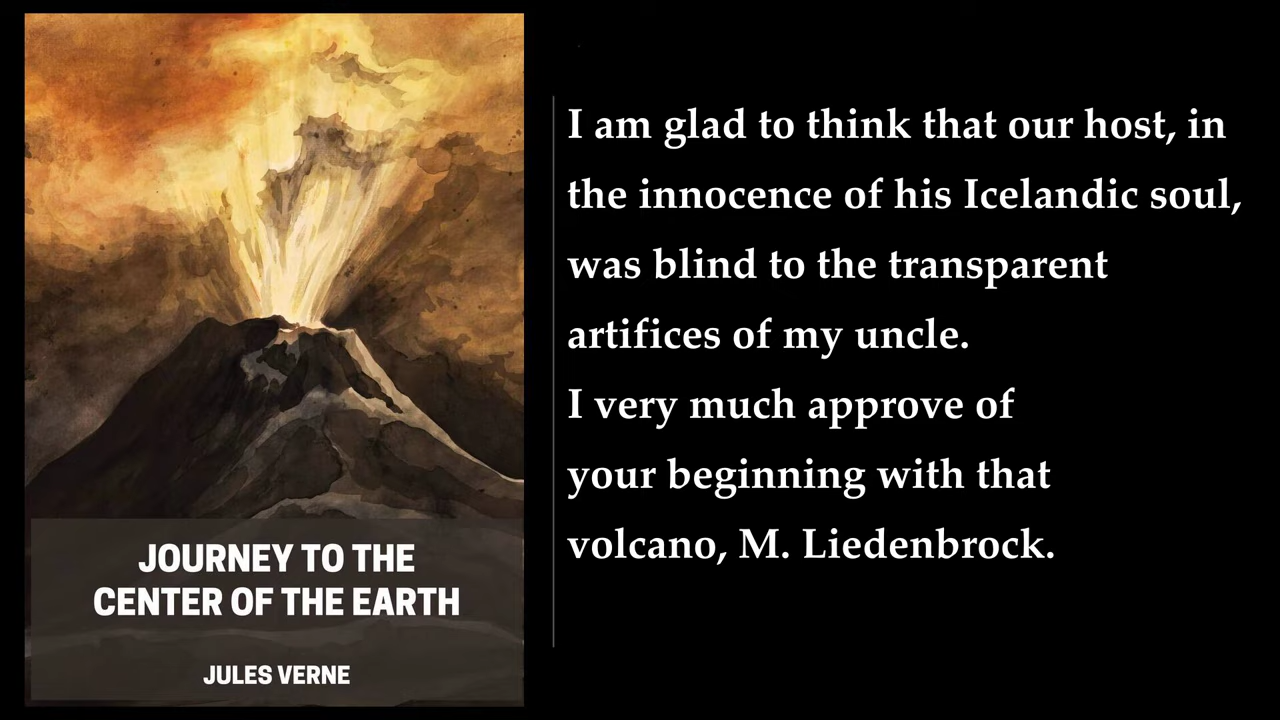 JOURNEY TO THE
CENTER OF THE EARTH
JULES VERNE
I am glad to think that our host, in
the innocence of his Icelandic soul,
was blind to the transparent
artifices of my uncle.
I very much approve of
your beginning with that
volcano, M. Liedenbrock.